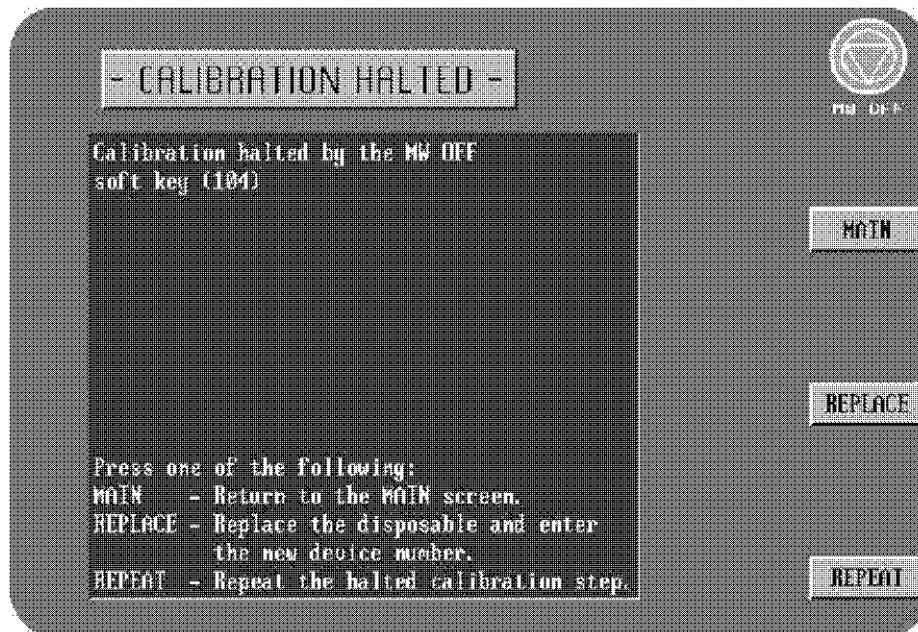 - CALIBRATION HALTED -
MW OFF
Calibration halted by the MW OFF
soft key (104)
MAIN
REPLACE
Press one of the following:
MAIN - Return to the MAIN screen.
REPLACE - Replace the disposable and enter
the new device number.
REPEAT - Repeat the halted calibration step.
REPEAT